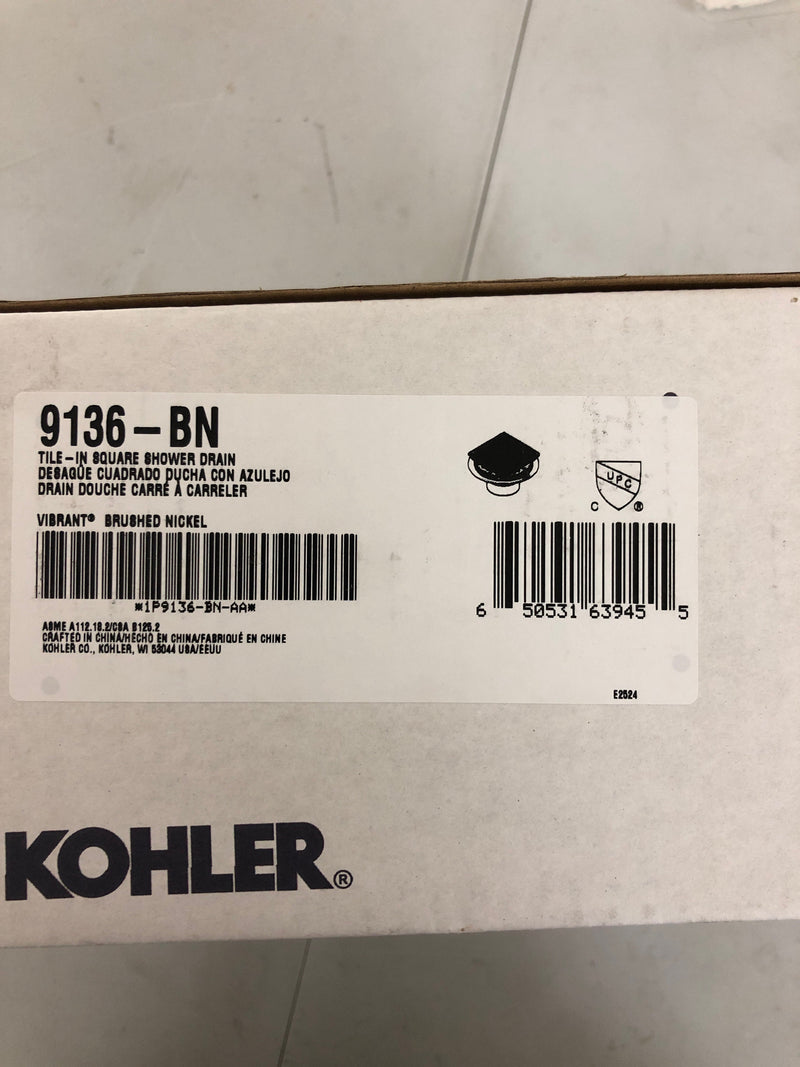 9136-BN
TILE-IN SQUARE SHOWER DRAIN
DESAGÜE CUADRADO DUCHA CON AZULEJO
DRAIN DOUCHE CARRÉ À CARRELER
VIBRANT® BRUSHED NICKEL
*1P9136-BN-AA*
ASME A112.18.2/CSA B125.2
CRAFTED IN CHINA/HECHO EN CHINA/FABRIQUÉ EN CHINE
KOHLER CO., KOHLER, WI 53044 USA/EEUU
UPC
C ®
6 50531 63945 5
E2524
KOHLER®